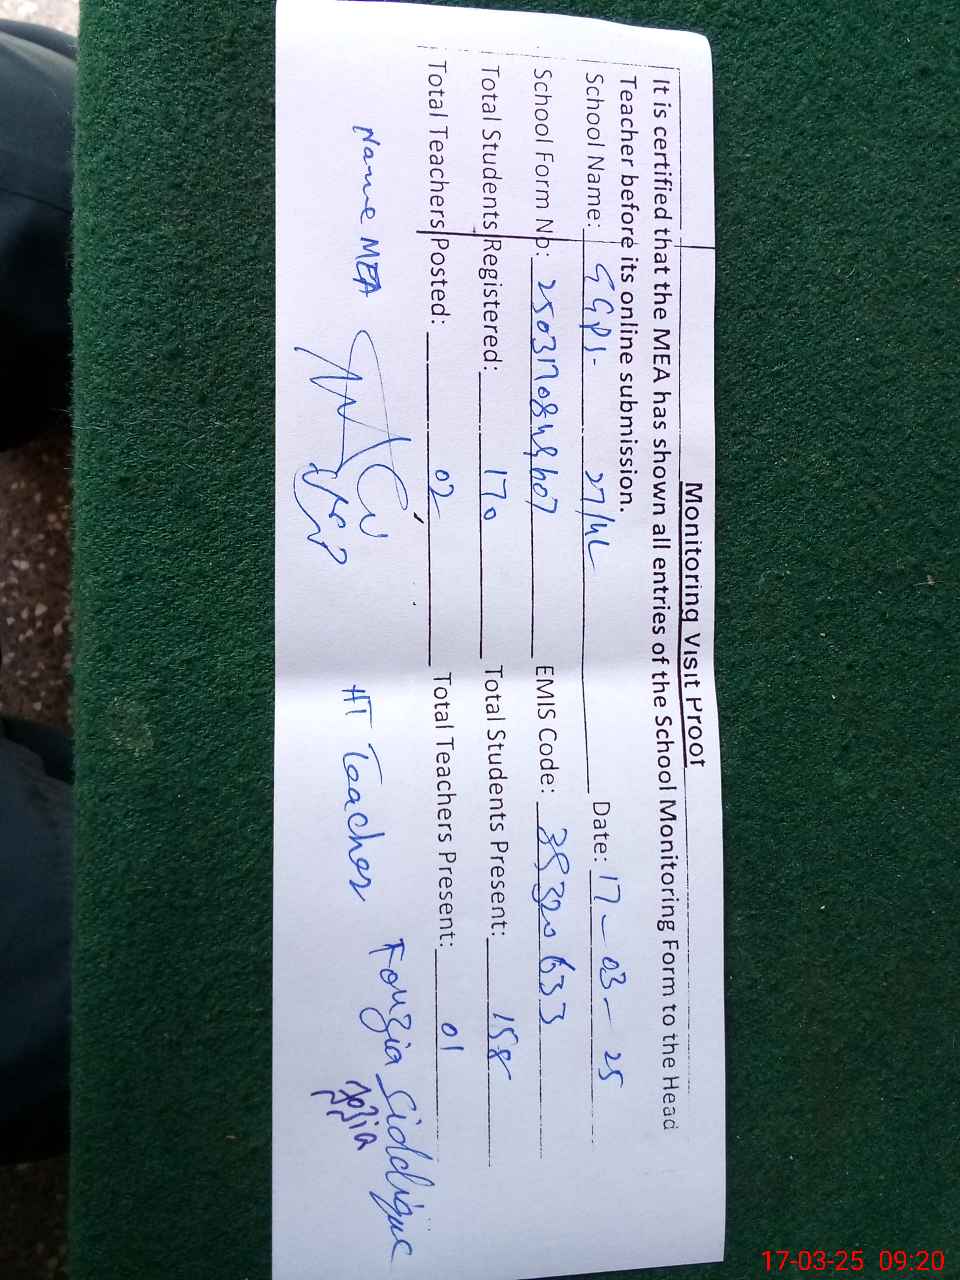 Monitoring Visit Proof
It is certified that the MEA has shown all entries of the School Monitoring Form to the Head
Teacher before its online submission.
School Name: GGPS- 27/4L Date: 17-03-25
School Form No: EMIS Code: 35320633
Total Students Registered: 170 Total Students Present: 158
Total Teachers Posted: 02 Total Teachers Present: 01
Name MEA HT Teacher Fouzia Siddique
Fozia
17-03-25 09:20